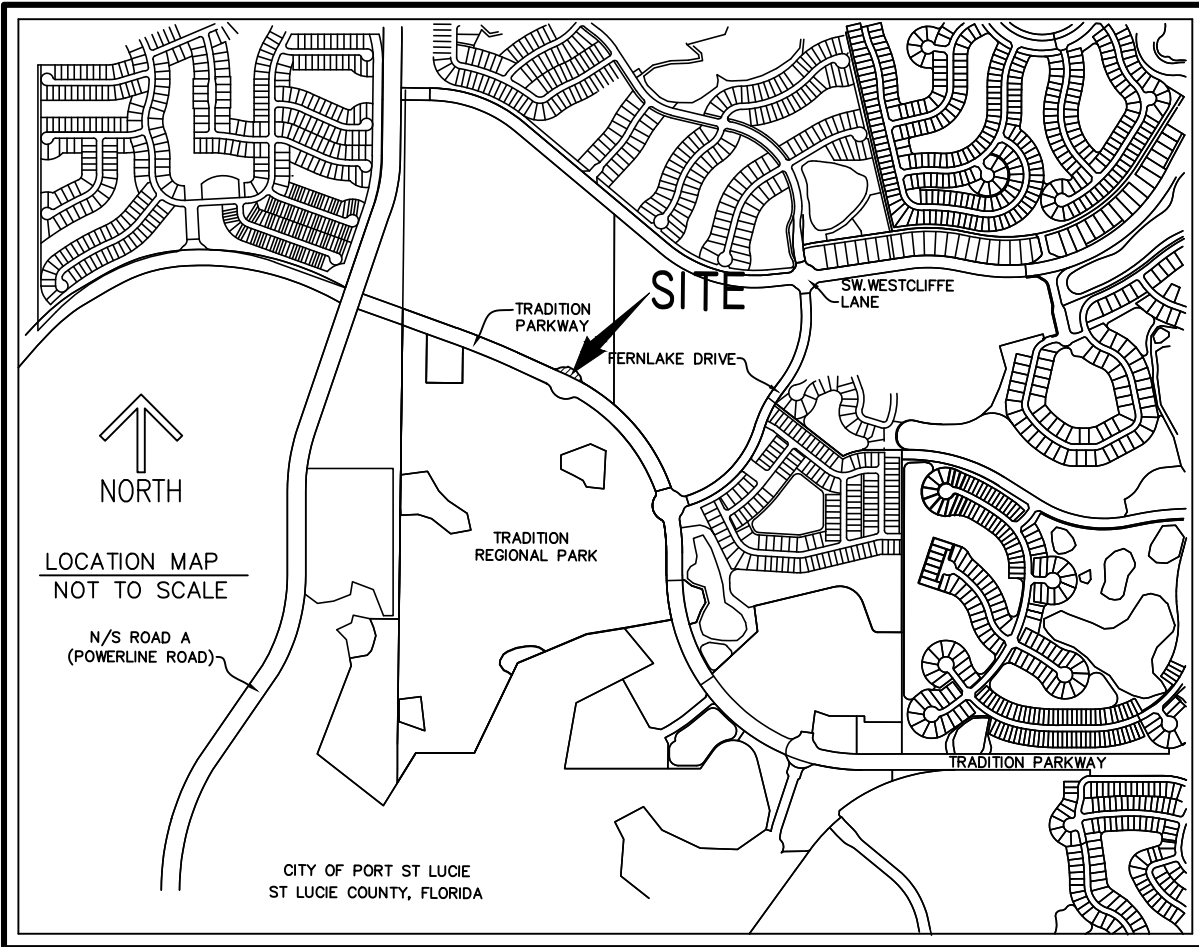 SITE
SW.WESTCLIFFE
LANE
TRADITION
PARKWAY
FERNLAKE DRIVE
NORTH
TRADITION
REGIONAL PARK
LOCATION MAP
NOT TO SCALE
N/S ROAD A
(POWERLINE ROAD)
TRADITION PARKWAY
CITY OF PORT ST LUCIE
ST LUCIE COUNTY, FLORIDA